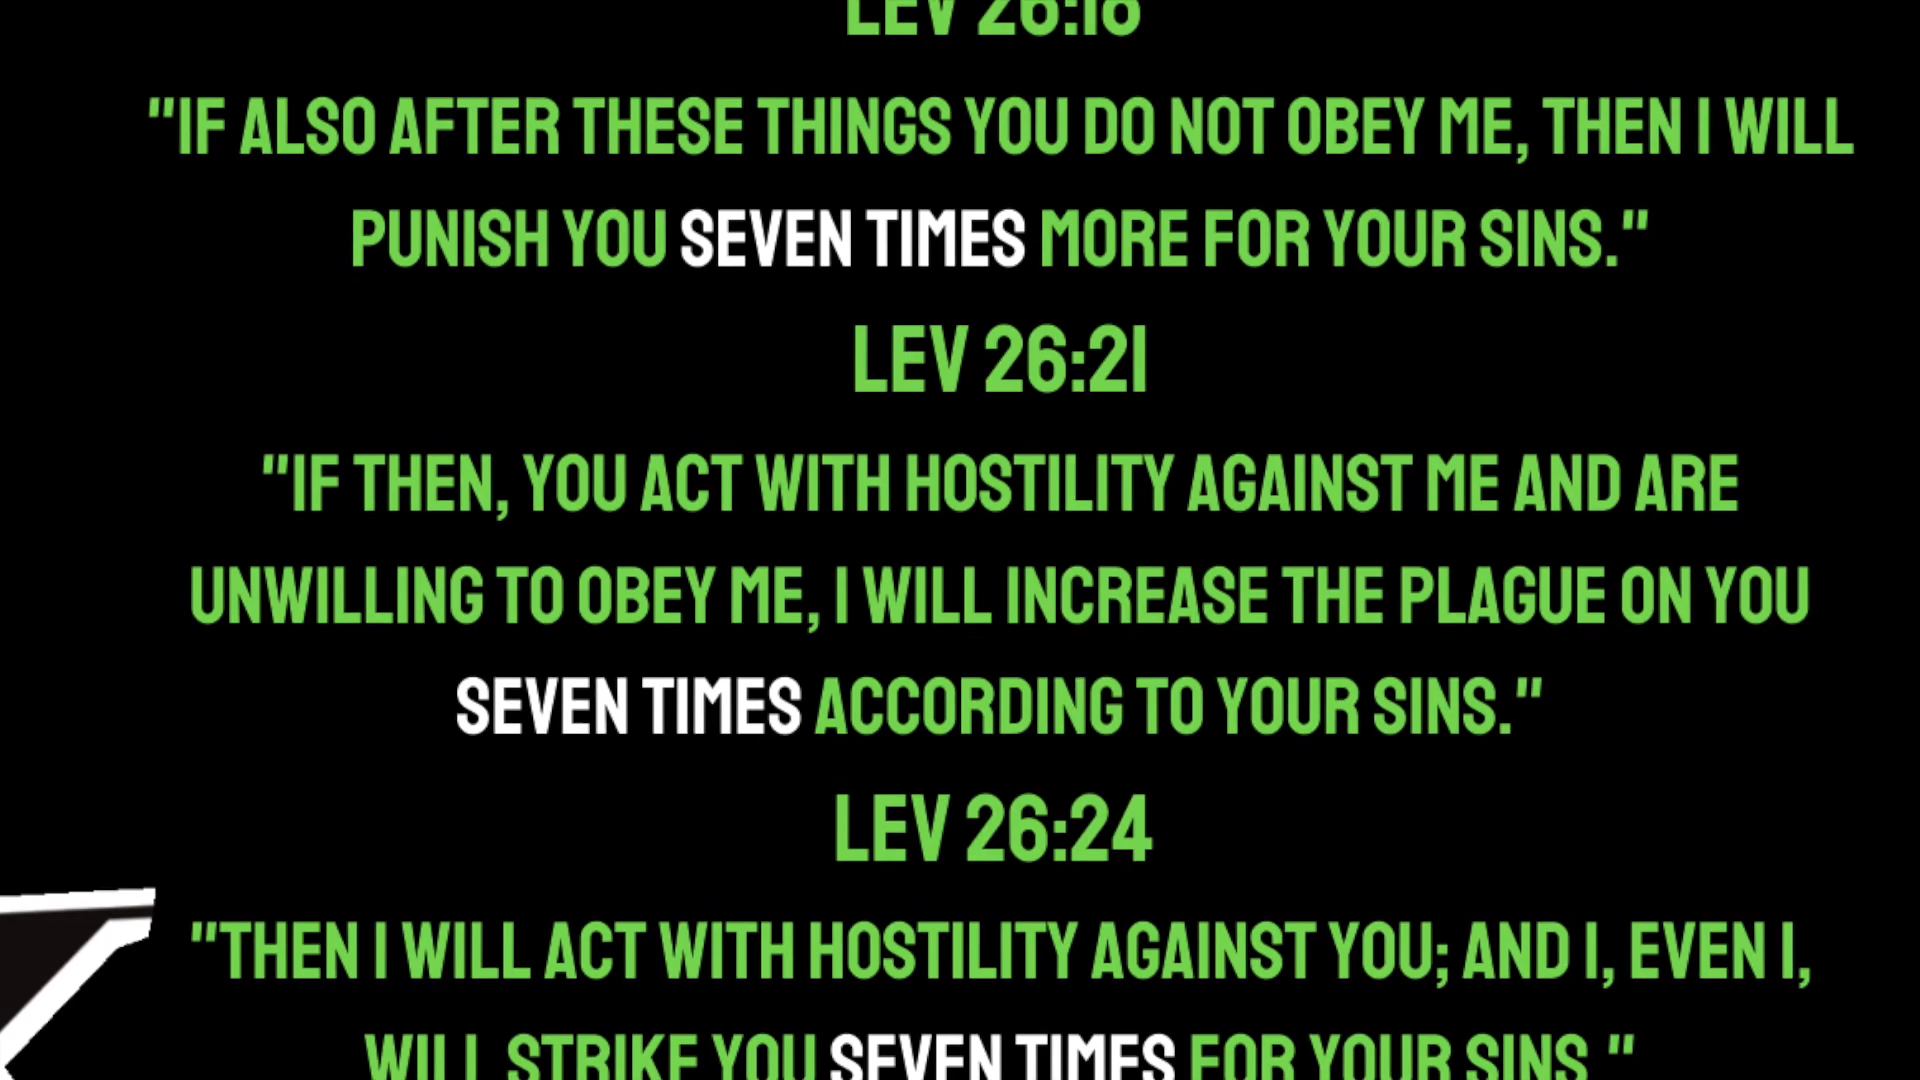 LEV 26:18
"IF ALSO AFTER THESE THINGS YOU DO NOT OBEY ME, THEN I WILL
PUNISH YOU SEVEN TIMES MORE FOR YOUR SINS."
LEV 26:21
"IF THEN, YOU ACT WITH HOSTILITY AGAINST ME AND ARE
UNWILLING TO OBEY ME, I WILL INCREASE THE PLAGUE ON YOU
SEVEN TIMES ACCORDING TO YOUR SINS."
LEV 26:24
"THEN I WILL ACT WITH HOSTILITY AGAINST YOU; AND I, EVEN I,
WILL STRIKE YOU SEVEN TIMES FOR YOUR SINS."